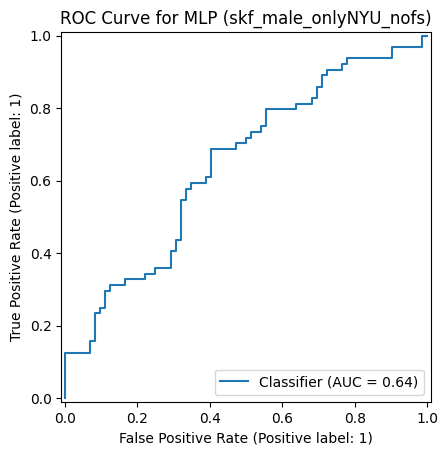 ROC Curve for MLP (skf_male_onlyNYU_nofs)
1.0
0.8
0.6
0.4
0.2
0.0
True Positive Rate (Positive label: 1)
Classifier (AUC = 0.64)
0.0 0.2 0.4 0.6 0.8 1.0
False Positive Rate (Positive label: 1)